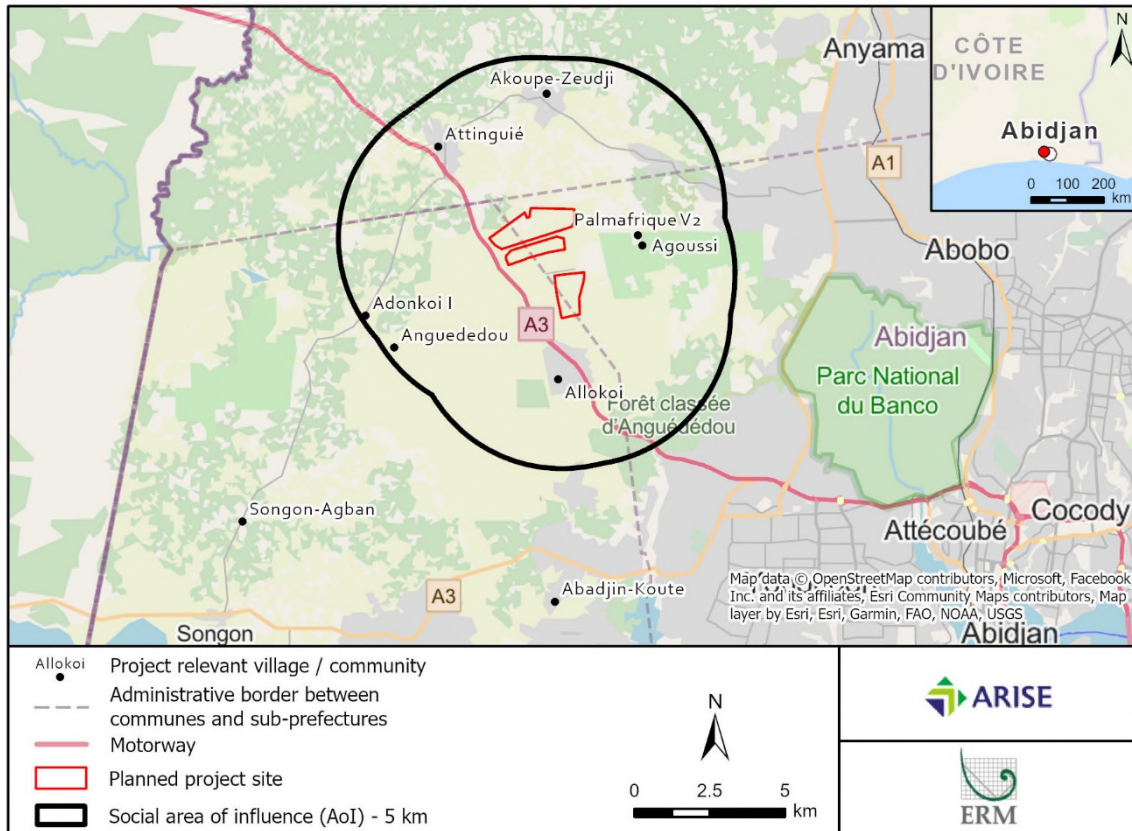 Anyama
Akoupe-Zeudji
Attinguié
A1
Palmafrique V2
Agoussi
Abobo
Adonkoi I
A3
Anguededou
Abidjan
Parc National
du Banco
Allokoi
Forêt classée
d'Anguédédou
Songon-Agban
Cocody
Attécoubé
A3
Abadjin-Koute
Songon
Map data © OpenStreetMap contributors, Microsoft, Facebook,
Inc. and its affiliates, Esri Community Maps contributors, Map
layer by Esri, Esri, Garmin, FAO, NOAA, USGS
Abidjan
N
CÔTE
D'IVOIRE
Abidjan
0 100 200
km
Allokoi Project relevant village / community
Administrative border between
communes and sub-prefectures
Motorway
Planned project site
Social area of influence (AoI) - 5 km
N
0 2.5 5
km
ARISE
ERM